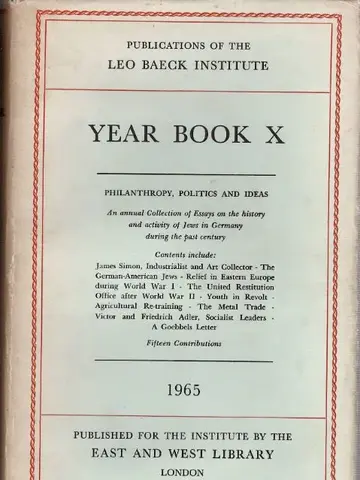 PUBLICATIONS OF THE
LEO BAECK INSTITUTE
YEAR BOOK X
PHILANTHROPY, POLITICS AND IDEAS
An annual Collection of Essays on the history
and activity of Jews in Germany
during the past century
Contents include:
James Simon, Industrialist and Art Collector · The
German-American Jews · Relief in Eastern Europe
during World War I · The United Restitution
Office after World War II · Youth in Revolt ·
Agricultural Re-training · The Metal Trade ·
Victor and Friedrich Adler, Socialist Leaders ·
A Goebbels Letter
Fifteen Contributions
1965
PUBLISHED FOR THE INSTITUTE BY THE
EAST AND WEST LIBRARY
LONDON